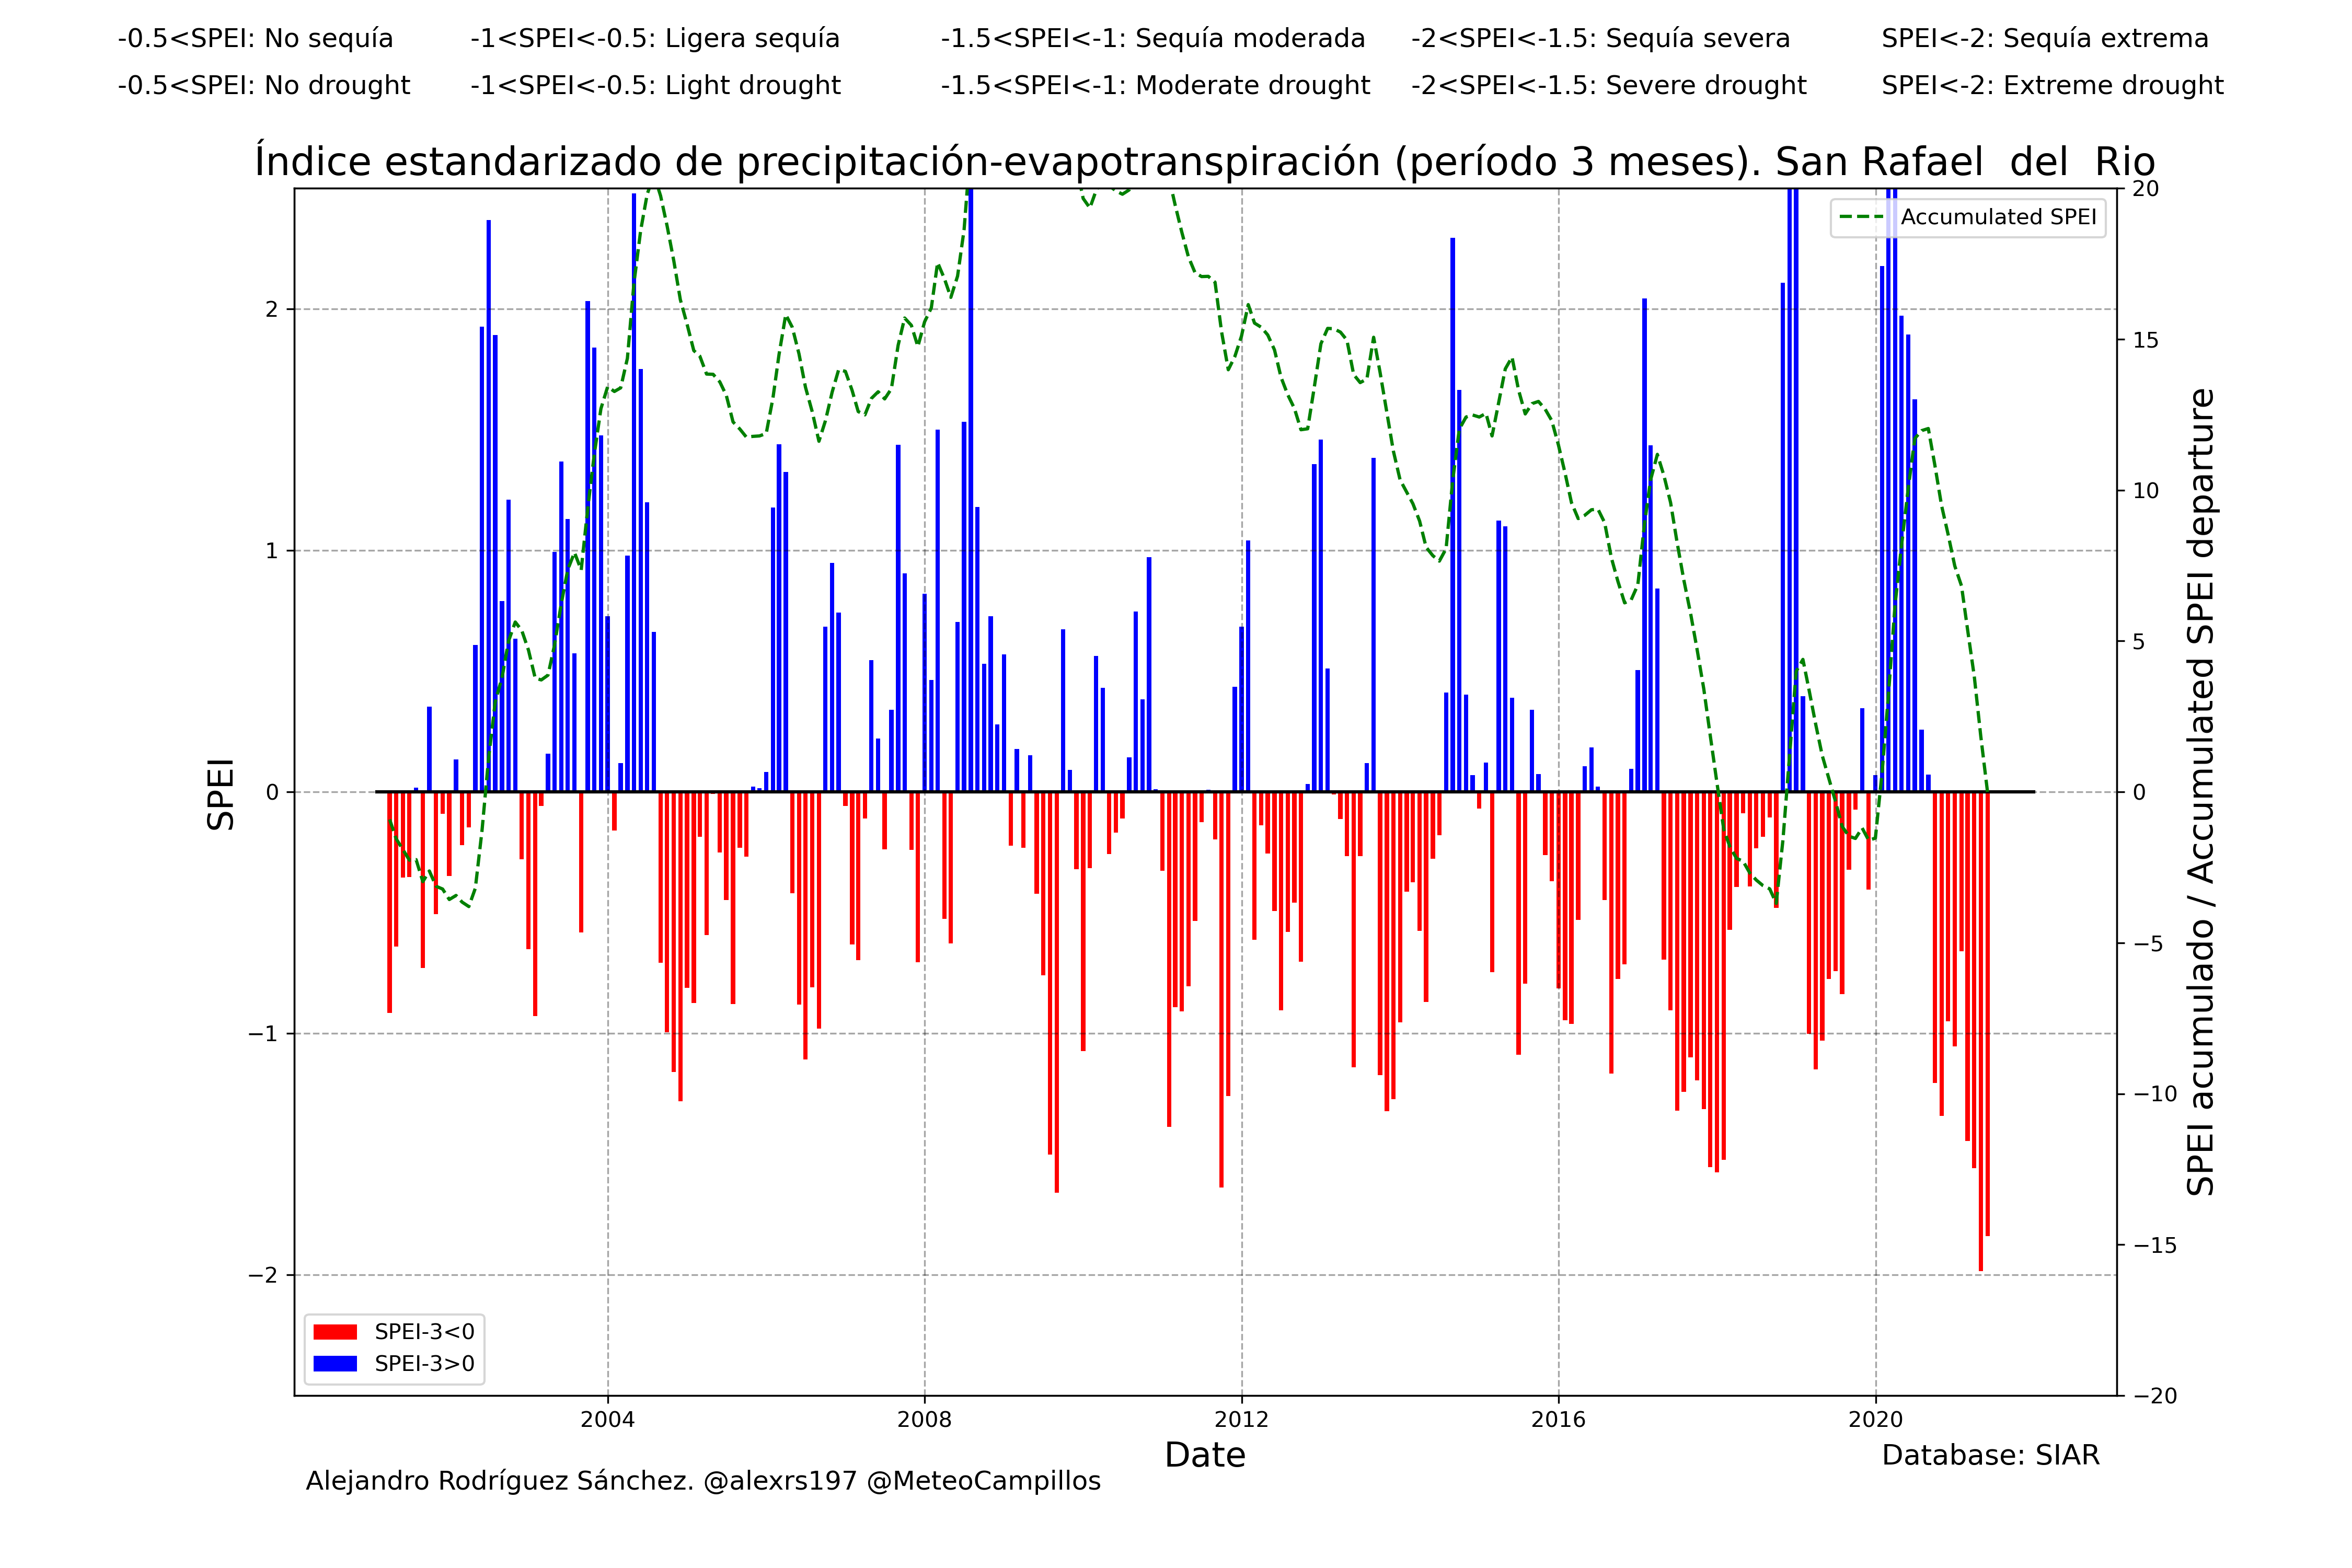 -0.5<SPEI: No sequía -1<SPEI<-0.5: Ligera sequía -1.5<SPEI<-1: Sequía moderada -2<SPEI<-1.5: Sequía severa SPEI<-2: Sequía extrema
-0.5<SPEI: No drought -1<SPEI<-0.5: Light drought -1.5<SPEI<-1: Moderate drought -2<SPEI<-1.5: Severe drought SPEI<-2: Extreme drought
Índice estandarizado de precipitación-evapotranspiración (período 3 meses). San Rafael  del  Rio
Accumulated SPEI
SPEI
2
1
0
−1
−2
20
15
10
5
0
−5
−10
−15
−20
SPEI acumulado / Accumulated SPEI departure
SPEI-3<0
SPEI-3>0
2004 2008 2012 2016 2020
Date
Database: SIAR
Alejandro Rodríguez Sánchez. @alexrs197 @MeteoCampillos